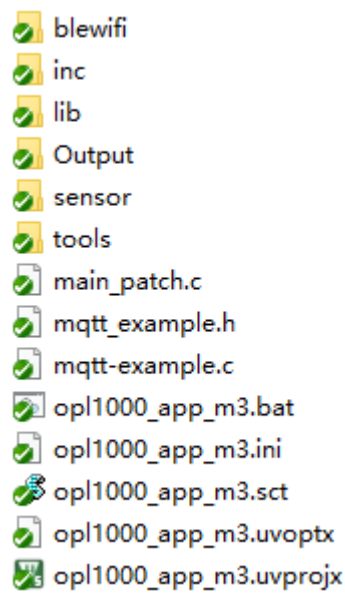 blewifi
inc
lib
Output
sensor
tools
main_patch.c
mqtt_example.h
mqtt-example.c
opl1000_app_m3.bat
opl1000_app_m3.ini
opl1000_app_m3.sct
opl1000_app_m3.uvoptx
opl1000_app_m3.uvprojx